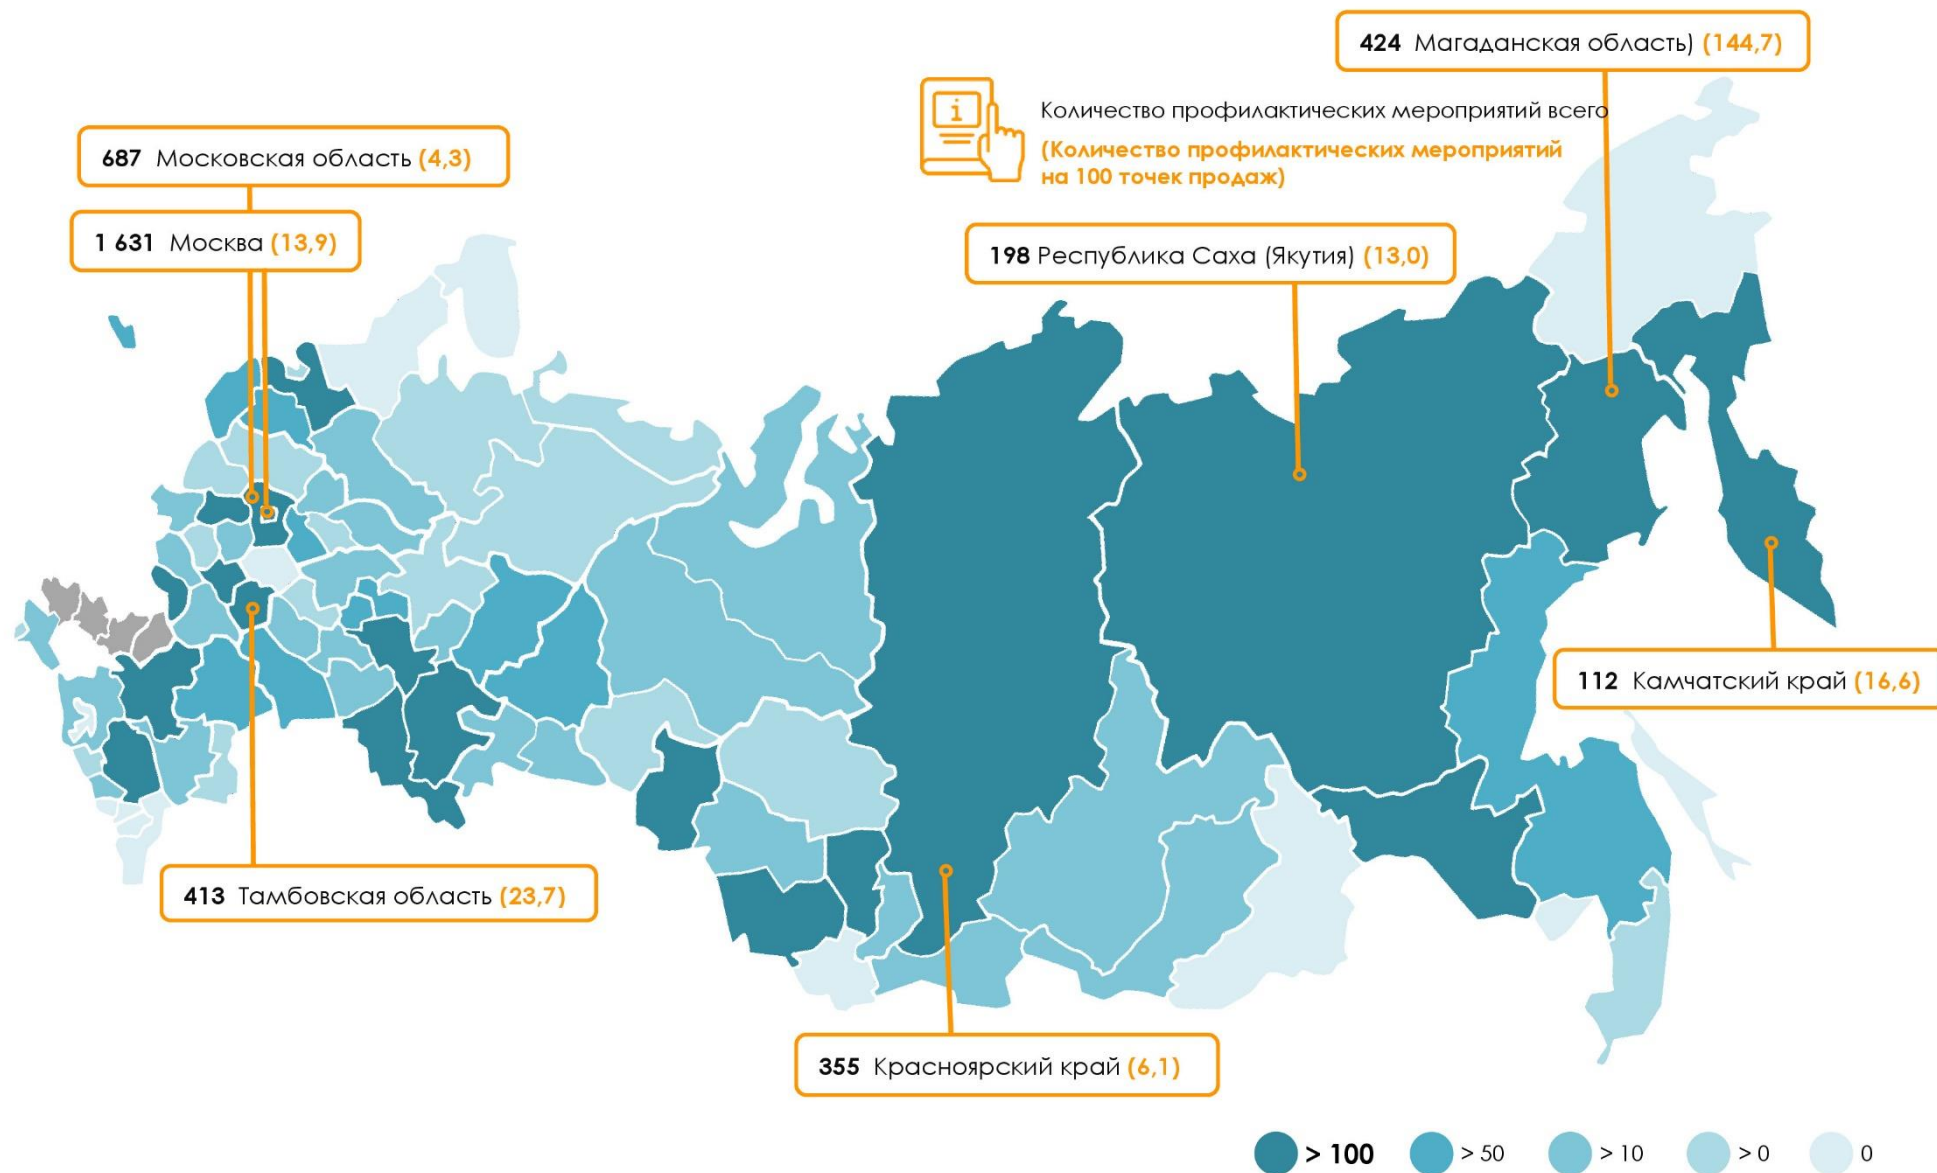 424 Магаданская область) (144,7)
i
Количество профилактических мероприятий всего
(Количество профилактических мероприятий
на 100 точек продаж)
687 Московская область (4,3)
1 631 Москва (13,9)
198 Республика Саха (Якутия) (13,0)
112 Камчатский край (16,6)
413 Тамбовская область (23,7)
355 Красноярский край (6,1)
> 100 > 50 > 10 > 0 0